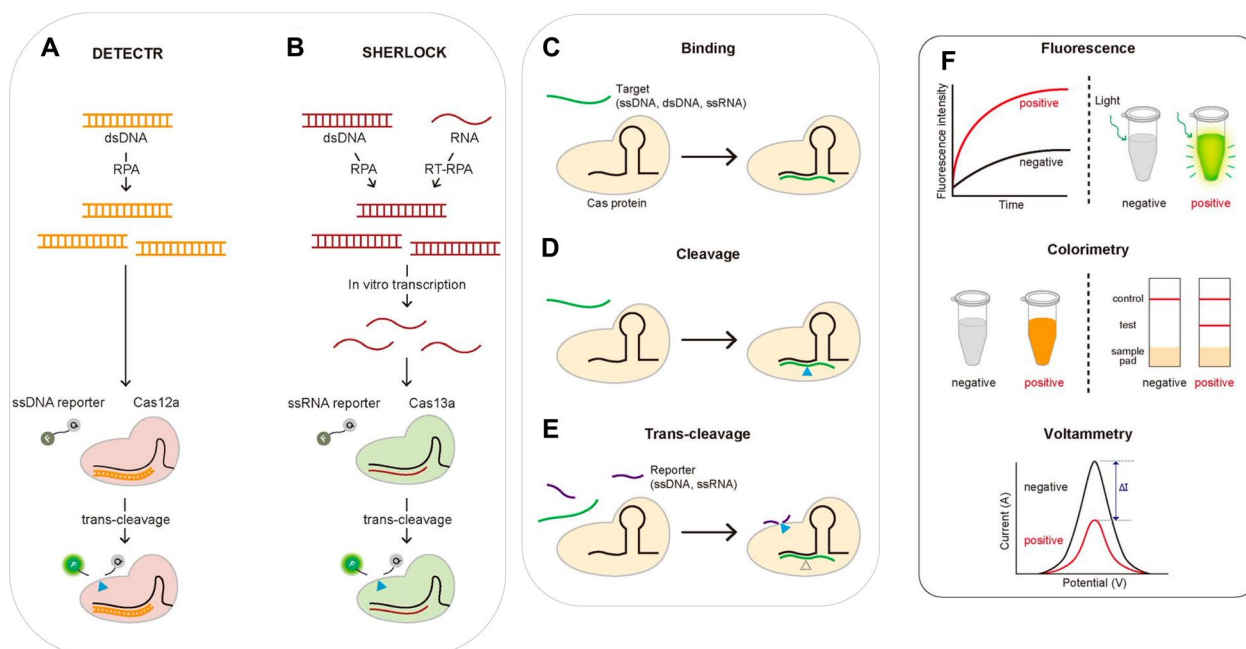 A
DETECTR
dsDNA
RPA
ssDNA reporter
Cas12a
F
Q
trans-cleavage
F
Q
B
SHERLOCK
dsDNA
RNA
RPA
RT-RPA
In vitro transcription
ssRNA reporter
Cas13a
F
Q
trans-cleavage
F
Q
C
Binding
Target
(ssDNA, dsDNA, ssRNA)
Cas protein
D
Cleavage
E
Trans-cleavage
Reporter
(ssDNA, ssRNA)
F
Fluorescence
Fluorescence intensity
positive
negative
Time
Light
negative
positive
Colorimetry
negative
positive
control
test
sample
pad
negative
positive
Voltammetry
Current (A)
negative
positive
ΔI
Potential (V)